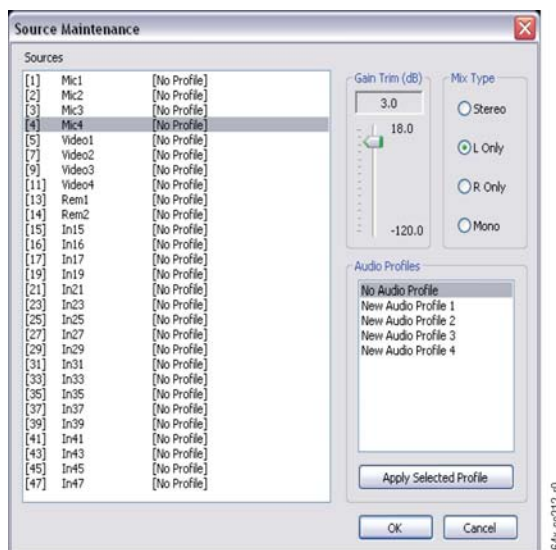 Source Maintenance
Sources
[1] Mic1 [No Profile]
[2] Mic2 [No Profile]
[3] Mic3 [No Profile]
[4] Mic4 [No Profile]
[5] Video1 [No Profile]
[7] Video2 [No Profile]
[9] Video3 [No Profile]
[11] Video4 [No Profile]
[13] Rem1 [No Profile]
[14] Rem2 [No Profile]
[15] In15 [No Profile]
[16] In16 [No Profile]
[17] In17 [No Profile]
[19] In19 [No Profile]
[21] In21 [No Profile]
[23] In23 [No Profile]
[25] In25 [No Profile]
[27] In27 [No Profile]
[29] In29 [No Profile]
[31] In31 [No Profile]
[33] In33 [No Profile]
[35] In35 [No Profile]
[37] In37 [No Profile]
[39] In39 [No Profile]
[41] In41 [No Profile]
[43] In43 [No Profile]
[45] In45 [No Profile]
[47] In47 [No Profile]
Gain Trim (dB)
3.0
18.0
-120.0
Mix Type
Stereo
L Only
R Only
Mono
Audio Profiles
No Audio Profile
New Audio Profile 1
New Audio Profile 2
New Audio Profile 3
New Audio Profile 4
Apply Selected Profile
OK Cancel